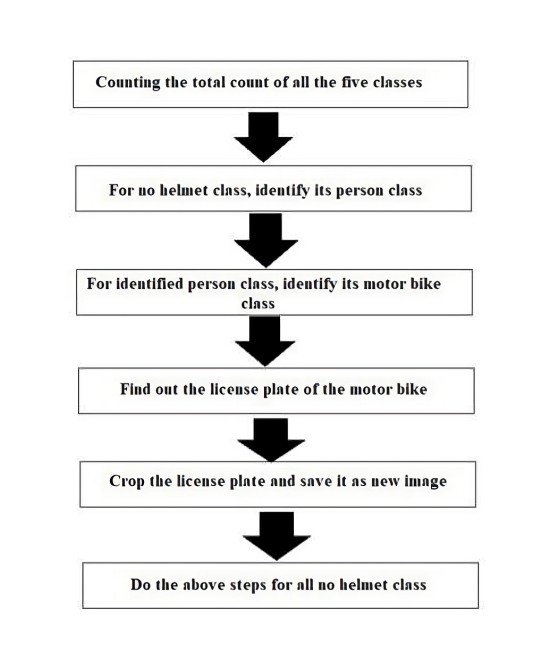 Counting the total count of all the five classes
For no helmet class, identify its person class
For identified person class, identify its motor bike
class
Find out the license plate of the motor bike
Crop the license plate and save it as new image
Do the above steps for all no helmet class